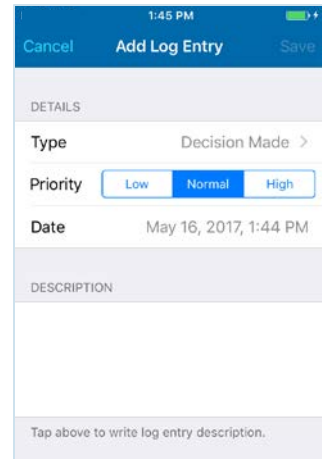 1:45 PM
Cancel Add Log Entry Save
DETAILS
Type Decision Made >
Priority Low Normal High
Date May 16, 2017, 1:44 PM
DESCRIPTION
Tap above to write log entry description.